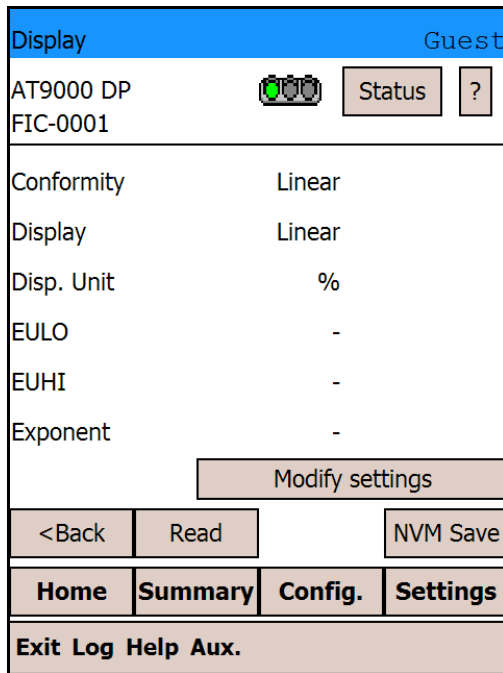 Display Guest
AT9000 DP Status ?
FIC-0001
Conformity Linear
Display Linear
Disp. Unit %
EULO -
EUHI -
Exponent -
Modify settings
<Back Read NVM Save
Home Summary Config. Settings
Exit Log Help Aux.